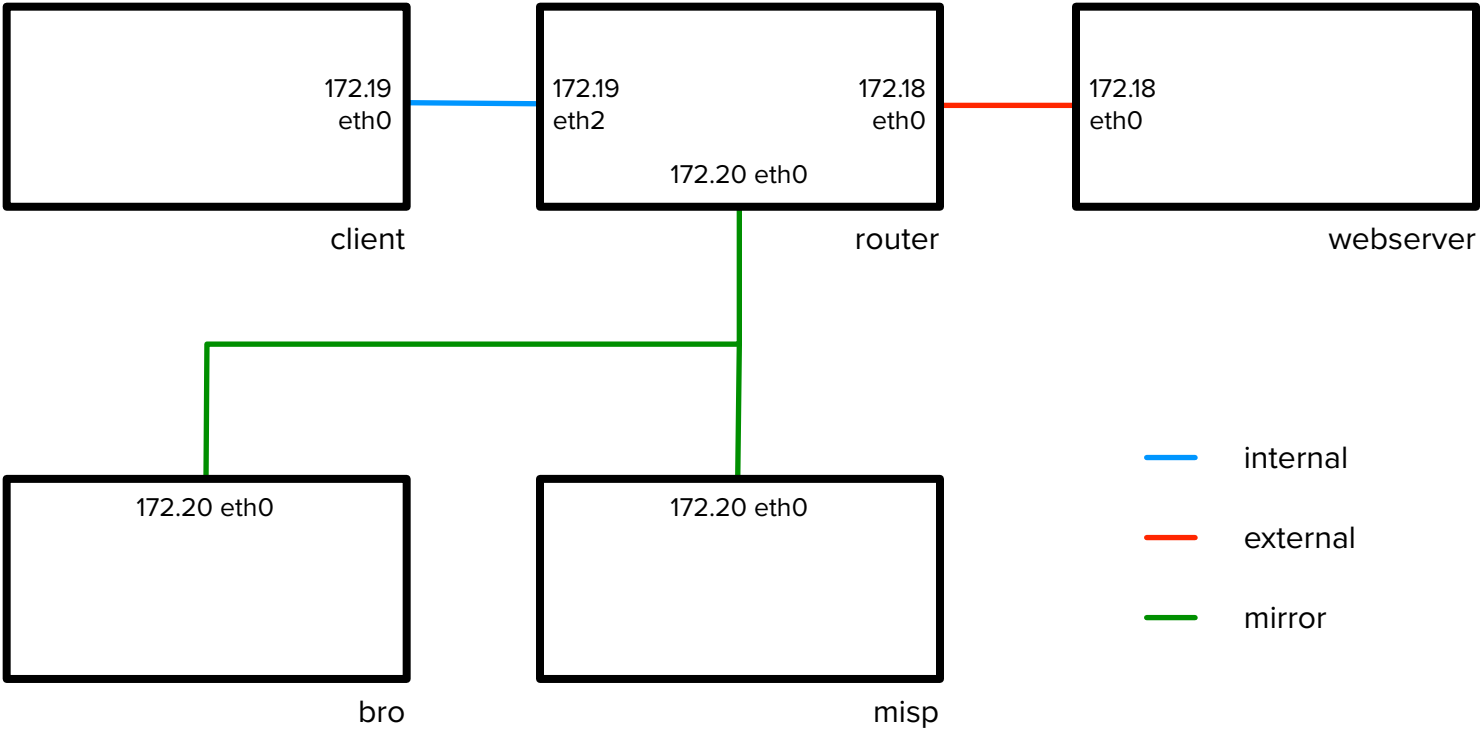 172.19
eth0
172.19
eth2
172.18
eth0
172.20 eth0
172.18
eth0
client
router
webserver
172.20 eth0
172.20 eth0
internal
external
mirror
bro
misp